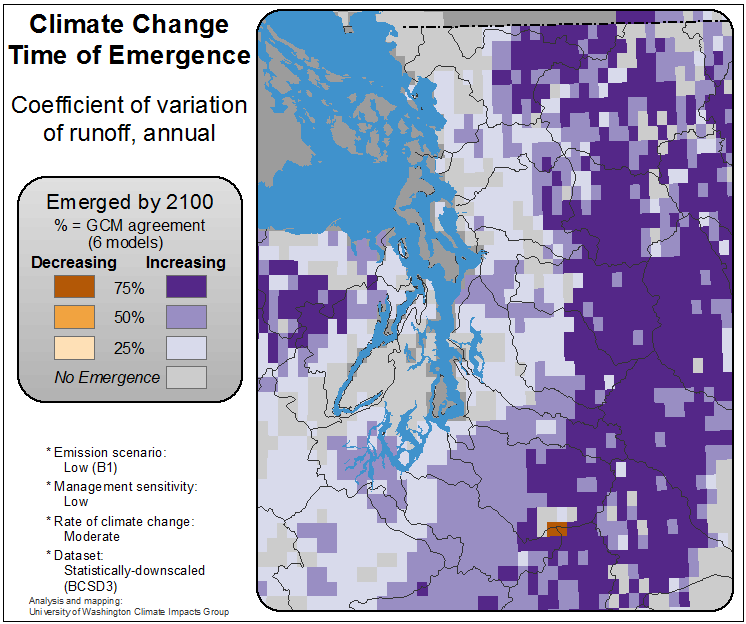 Climate Change
Time of Emergence
Coefficient of variation
of runoff, annual
Emerged by 2100
% = GCM agreement
(6 models)
Decreasing Increasing
75%
50%
25%
No Emergence
* Emission scenario:
Low (B1)
* Management sensitivity:
Low
* Rate of climate change:
Moderate
* Dataset:
Statistically-downscaled
(BCSD3)
Analysis and mapping:
University of Washington Climate Impacts Group